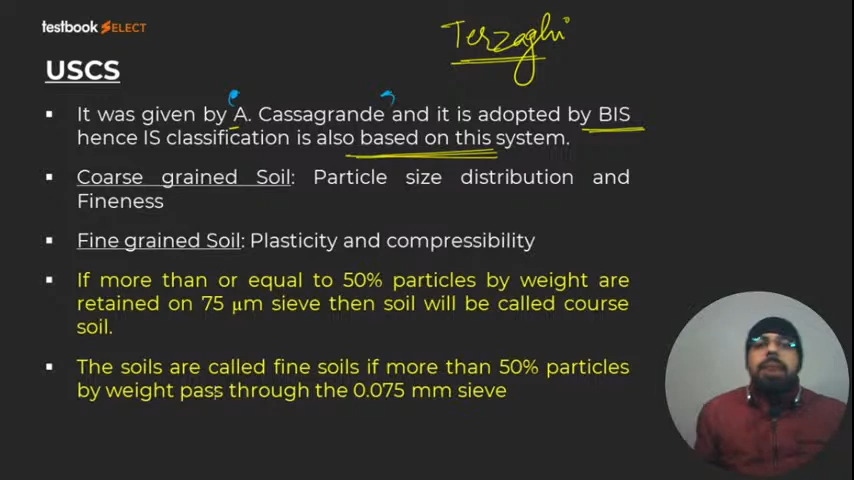 testbook SELECT
Terzaghi
USCS
▪ It was given by A. Cassagrande and it is adopted by BIS
hence IS classification is also based on this system.
▪ Coarse grained Soil: Particle size distribution and
Fineness
▪ Fine grained Soil: Plasticity and compressibility
▪ If more than or equal to 50% particles by weight are
retained on 75 μm sieve then soil will be called course
soil.
▪ The soils are called fine soils if more than 50% particles
by weight pass through the 0.075 mm sieve